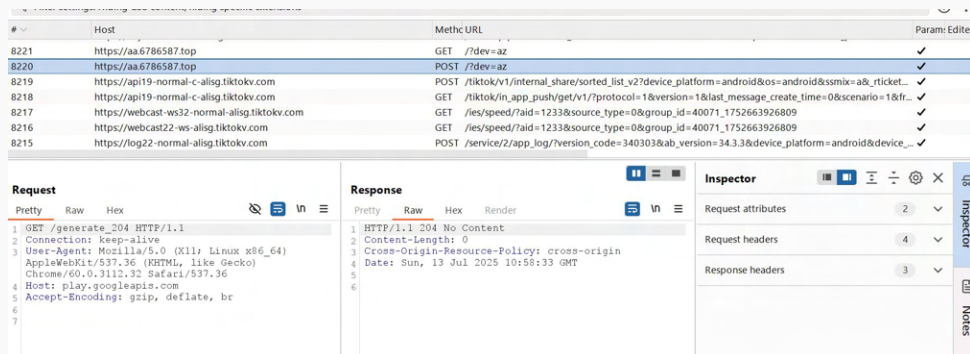 # Host Methc URL Param: Edite
8221 https://aa.6786587.top GET /?dev=az
8220 https://aa.6786587.top POST /?dev=az
8219 https://api19-normal-c-alisg.tiktokv.com POST /tiktok/v1/internal_share/sorted_list_v2?device_platform=android&os=android&ssmix=a&_rticket...
8218 https://api19-normal-c-alisg.tiktokv.com GET /tiktok/in_app_push/get/v1/?protocol=1&version=1&last_message_create_time=0&scenario=1&fr...
8217 https://webcast-ws32-normal-c-alisg.tiktokv.com GET /ies/speed/?aid=1233&source_type=0&group_id=40071_1752663926809
8216 https://webcast22-ws-alisg.tiktokv.com GET /ies/speed/?aid=1233&source_type=0&group_id=40071_1752663926809
8215 https://log22-normal-alisg.tiktokv.com POST /service/2/app_log/?version_code=340303&ab_version=34.3.3&device_platform=android&device_...
Request
Pretty Raw Hex \n
1 GET /generate_204 HTTP/1.1
2 Connection: keep-alive
3 User-Agent: Mozilla/5.0 (X11; Linux x86_64)
AppleWebKit/537.36 (KHTML, like Gecko)
Chrome/60.0.3112.32 Safari/537.36
4 Host: play.googleapis.com
5 Accept-Encoding: gzip, deflate, br
6
7
Response
Pretty Raw Hex Render \n
1 HTTP/1.1 204 No Content
2 Content-Length: 0
3 Cross-Origin-Resource-Policy: cross-origin
4 Date: Sun, 13 Jul 2025 10:58:33 GMT
5
6
Inspector
Request attributes 2
Request headers 4
Response headers 3
Inspector
Notes